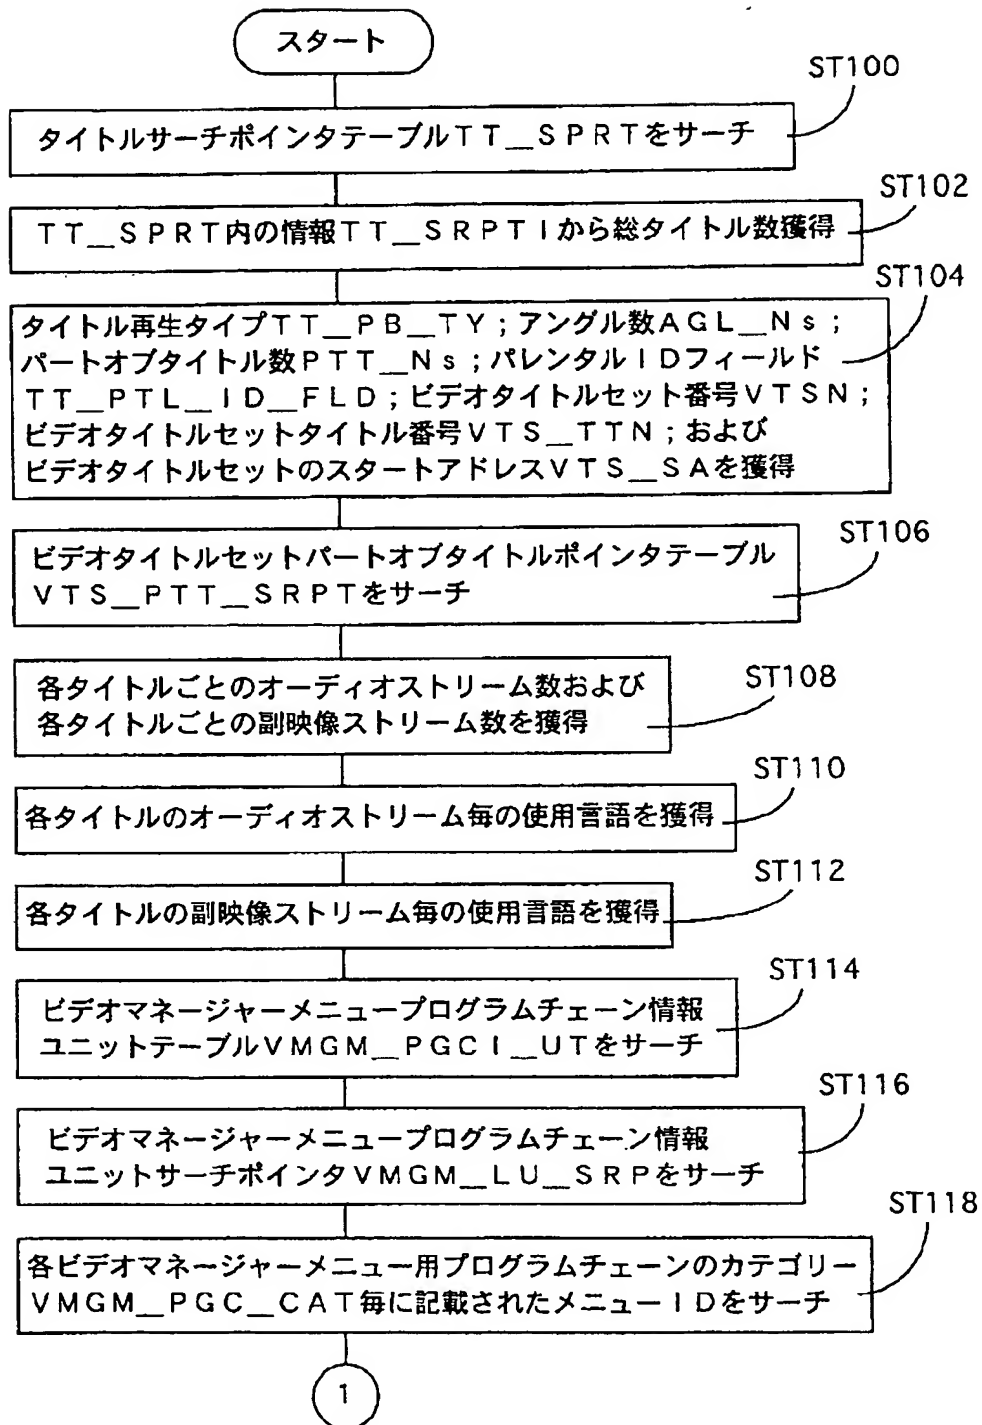 スタート
ST100
タイトルサーチポインタテーブルTT__SPRTをサーチ
ST102
TT__SPRT内の情報TT__SRPTIから総タイトル数獲得
ST104
タイトル再生タイプTT__PB__TY;アングル数AGL__Ns;
パートオブタイトル数PTT__Ns;パレンタルIDフィールド
TT__PTL__ID__FLD;ビデオタイトルセット番号VTSN;
ビデオタイトルセットタイトル番号VTS__TTN;および
ビデオタイトルセットのスタートアドレスVTS__SAを獲得
ST106
ビデオタイトルセットパートオブタイトルポインタテーブル
VTS__PTT__SRPTをサーチ
ST108
各タイトルごとのオーディオストリーム数および
各タイトルごとの副映像ストリーム数を獲得
ST110
各タイトルのオーディオストリーム毎の使用言語を獲得
ST112
各タイトルの副映像ストリーム毎の使用言語を獲得
ST114
ビデオマネージャーメニュープログラムチェーン情報
ユニットテーブルVMGM__PGCI__UTをサーチ
ST116
ビデオマネージャーメニュープログラムチェーン情報
ユニットサーチポインタVMGM__LU__SRPをサーチ
ST118
各ビデオマネージャーメニュー用プログラムチェーンのカテゴリー
VMGM__PGC__CAT毎に記載されたメニューIDをサーチ
1